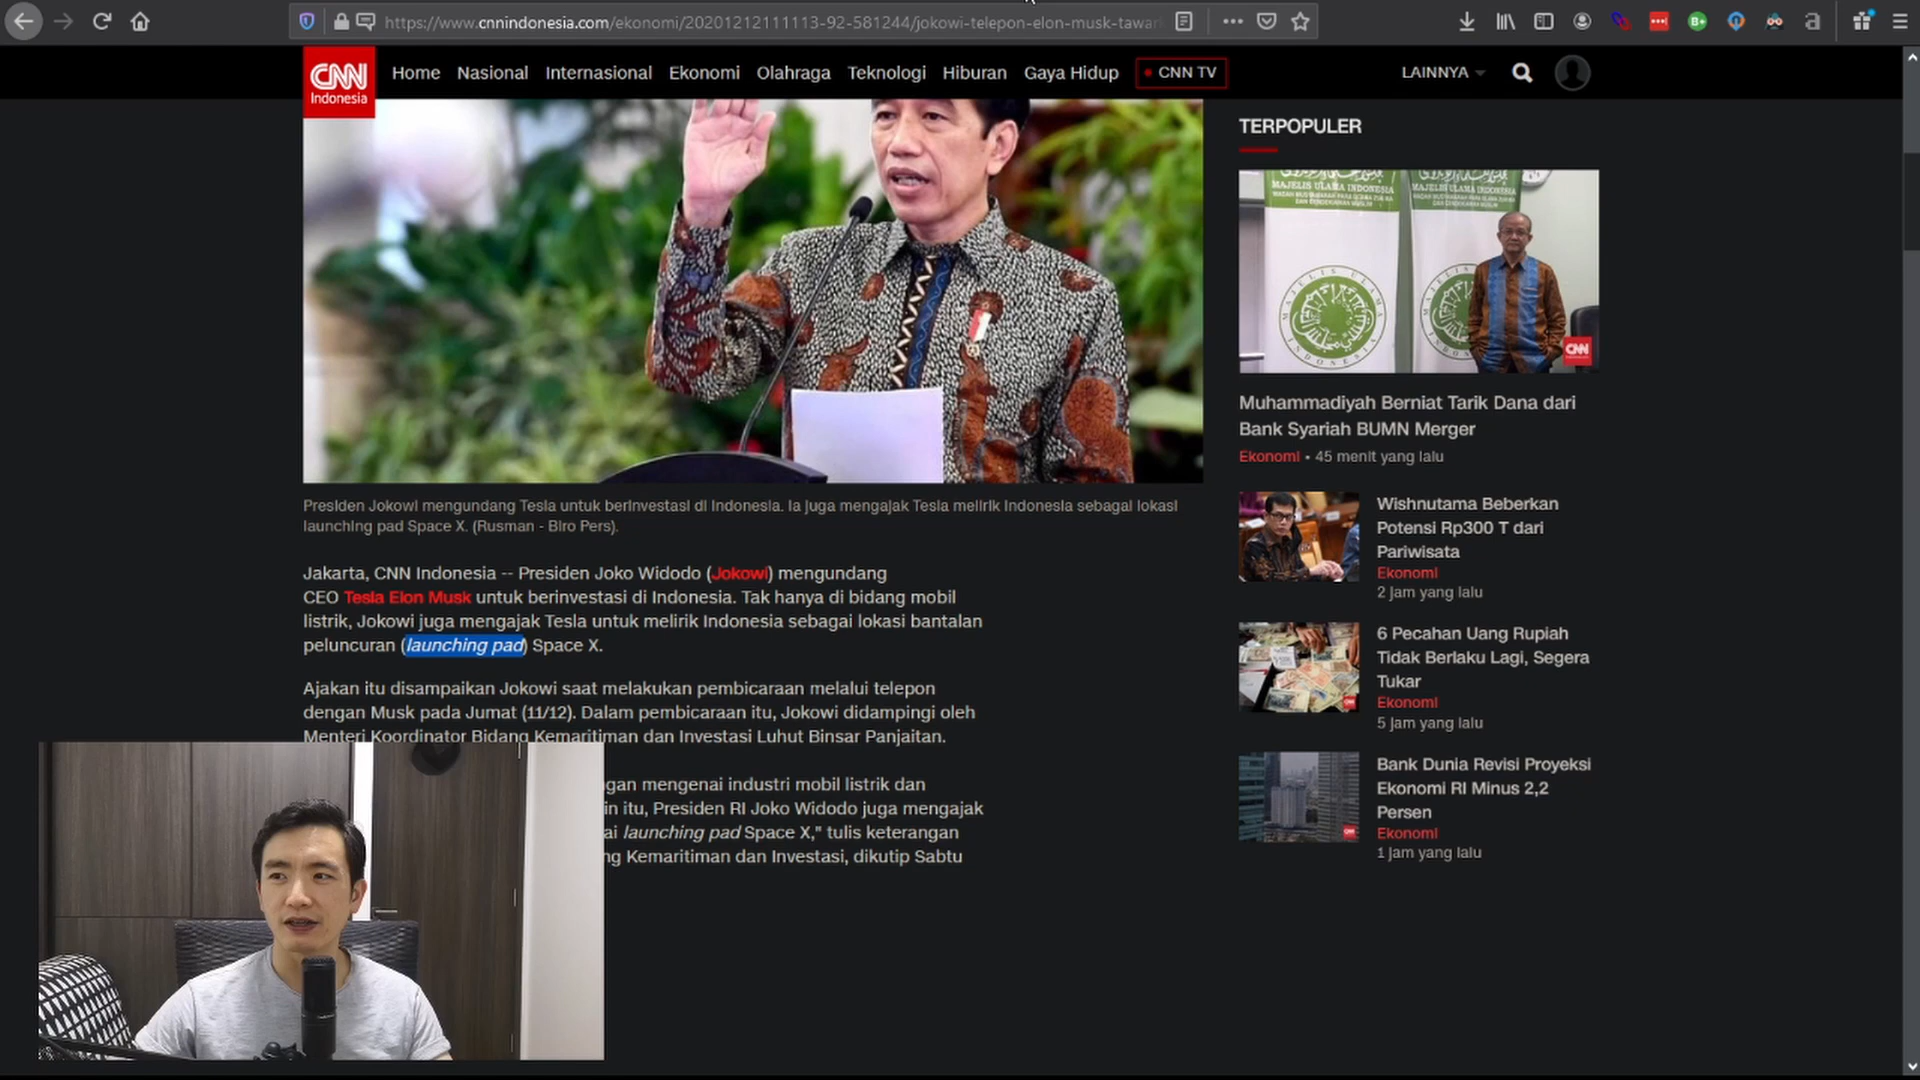 https://www.cnnindonesia.com/ekonomi/20201212111113-92-581244/jokowi-telepon-elon-musk-tawar
CNN
Indonesia
Home Nasional Internasional Ekonomi Olahraga Teknologi Hiburan Gaya Hidup CNN TV
LAINNYA
Presiden Jokowi mengundang Tesla untuk berinvestasi di Indonesia. Ia juga mengajak Tesla melirik Indonesia sebagai lokasi
launching pad Space X. (Rusman - Biro Pers).
Jakarta, CNN Indonesia -- Presiden Joko Widodo (Jokowi) mengundang
CEO Tesla Elon Musk untuk berinvestasi di Indonesia. Tak hanya di bidang mobil
listrik, Jokowi juga mengajak Tesla untuk melirik Indonesia sebagai lokasi bantalan
peluncuran (launching pad) Space X.
Ajakan itu disampaikan Jokowi saat melakukan pembicaraan melalui telepon
dengan Musk pada Jumat (11/12). Dalam pembicaraan itu, Jokowi didampingi oleh
Menteri Koordinator Bidang Kemaritiman dan Investasi Luhut Binsar Panjaitan.
ngan mengenai industri mobil listrik dan
in itu, Presiden RI Joko Widodo juga mengajak
ai launching pad Space X," tulis keterangan
ng Kemaritiman dan Investasi, dikutip Sabtu
TERPOPULER
MAJELIS ULAMA INDONESIA
MAJELIS ULAMA INDONESIA
CNN
Muhammadiyah Berniat Tarik Dana dari
Bank Syariah BUMN Merger
Ekonomi • 45 menit yang lalu
Wishnutama Beberkan
Potensi Rp300 T dari
Pariwisata
Ekonomi
2 jam yang lalu
6 Pecahan Uang Rupiah
Tidak Berlaku Lagi, Segera
Tukar
Ekonomi
5 jam yang lalu
Bank Dunia Revisi Proyeksi
Ekonomi RI Minus 2,2
Persen
Ekonomi
1 jam yang lalu